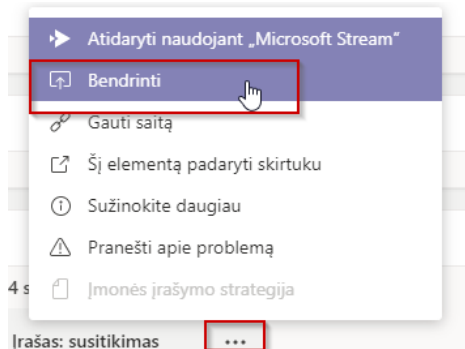 Atidaryti naudojant „Microsoft Stream“
Bendrinti
Gauti saitą
Šį elementą padaryti skirtuku
Sužinokite daugiau
Pranešti apie problemą
4 s
Įmonės įrašymo strategija
Įrašas: susitikimas